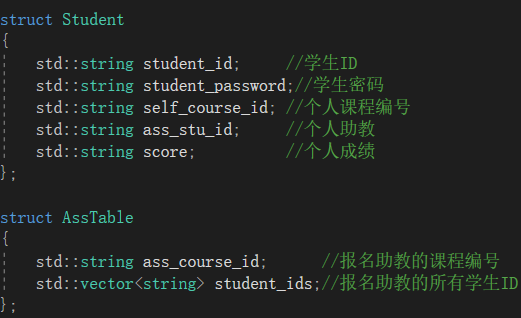 struct Student
{
    std::string student_id;     //学生ID
    std::string student_password;//学生密码
    std::string self_course_id; //个人课程编号
    std::string ass_stu_id;     //个人助教
    std::string score;          //个人成绩
};
struct AssTable
{
    std::string ass_course_id;     //报名助教的课程编号
    std::vector<string> student_ids;//报名助教的所有学生ID
};